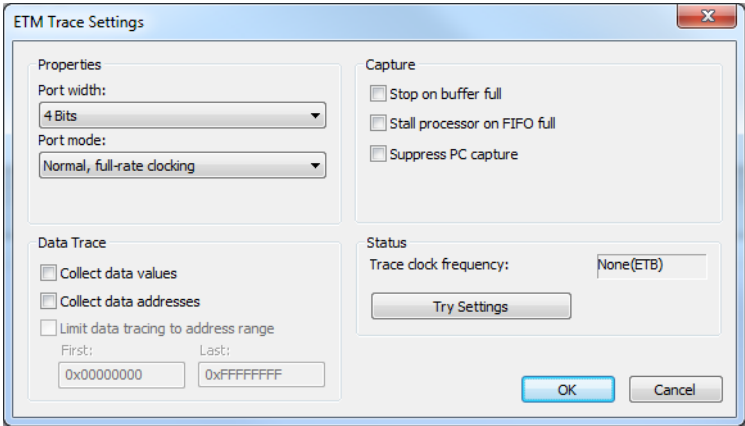 ETM Trace Settings
Properties
Port width:
4 Bits
Port mode:
Normal, full-rate clocking
Capture
Stop on buffer full
Stall processor on FIFO full
Suppress PC capture
Data Trace
Collect data values
Collect data addresses
Limit data tracing to address range
First: Last:
0x00000000 0xFFFFFFFF
Status
Trace clock frequency: None(ETB)
Try Settings
OK Cancel